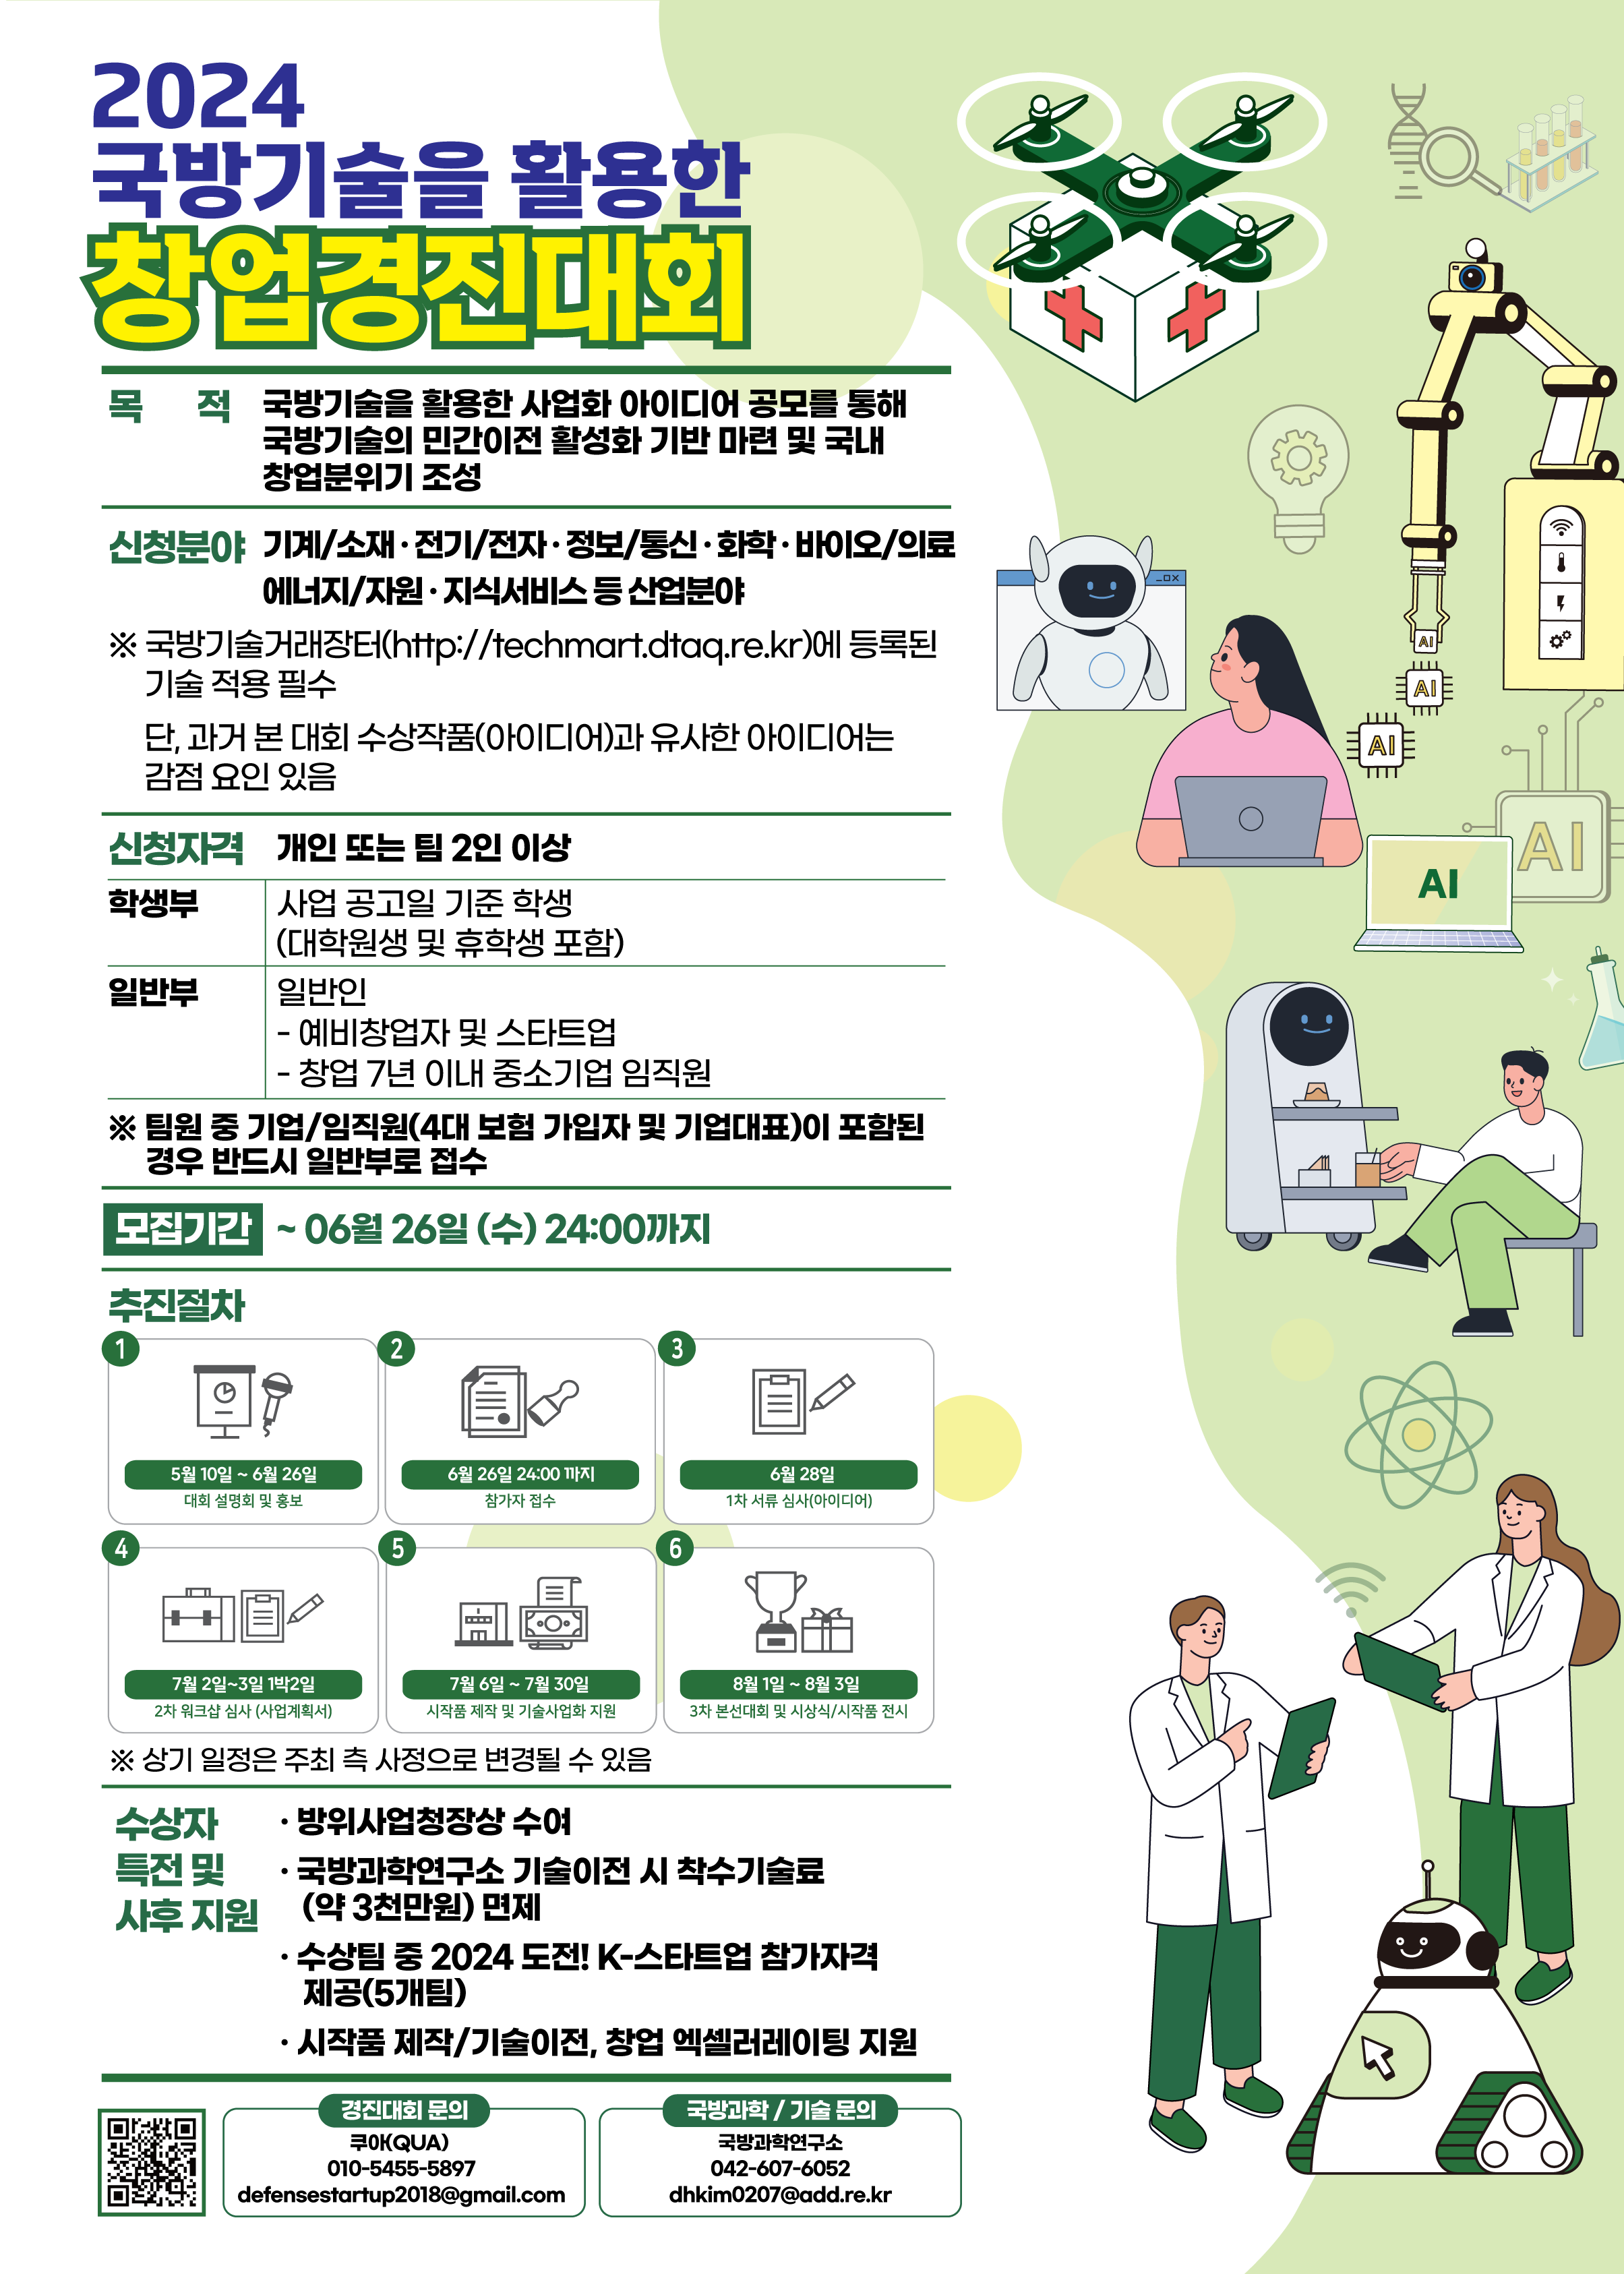 2024
국방기술을 활용한
창업경진대회
목 적 국방기술을 활용한 사업화 아이디어 공모를 통해
국방기술의 민간이전 활성화 기반 마련 및 국내
창업분위기 조성
신청분야 기계/소재 · 전기/전자 · 정보/통신 · 화학 · 바이오/의료
에너지/자원 · 지식서비스 등 산업분야
※ 국방기술거래장터(http://techmart.dtaq.re.kr)에 등록된
기술 적용 필수
단, 과거 본 대회 수상작품(아이디어)과 유사한 아이디어는
감점 요인 있음
신청자격 개인 또는 팀 2인 이상
학생부 사업 공고일 기준 학생
(대학원생 및 휴학생 포함)
일반부 일반인
- 예비창업자 및 스타트업
- 창업 7년 이내 중소기업 임직원
※ 팀원 중 기업/임직원(4대 보험 가입자 및 기업대표)이 포함된
경우 반드시 일반부로 접수
모집기간 ~ 06월 26일 (수) 24:00까지
추진절차
1
5월 10일 ~ 6월 26일
대회 설명회 및 홍보
2
6월 26일 24:00 까지
참가자 접수
3
6월 28일
1차 서류 심사(아이디어)
4
7월 2일~3일 1박2일
2차 워크샵 심사 (사업계획서)
5
7월 6일 ~ 7월 30일
시작품 제작 및 기술사업화 지원
6
8월 1일 ~ 8월 3일
3차 본선대회 및 시상식/시작품 전시
※ 상기 일정은 주최 측 사정으로 변경될 수 있음
수상자
특전 및
사후 지원
· 방위사업청장상 수여
· 국방과학연구소 기술이전 시 착수기술료
(약 3천만원) 면제
· 수상팀 중 2024 도전! K-스타트업 참가자격
제공(5개팀)
· 시작품 제작/기술이전, 창업 엑셀러레이팅 지원
경진대회 문의
쿠아(QUA)
010-5455-5897
defensestartup2018@gmail.com
국방과학 / 기술 문의
국방과학연구소
042-607-6052
dhkim0207@add.re.kr
AI
AI
AI
AI
AI